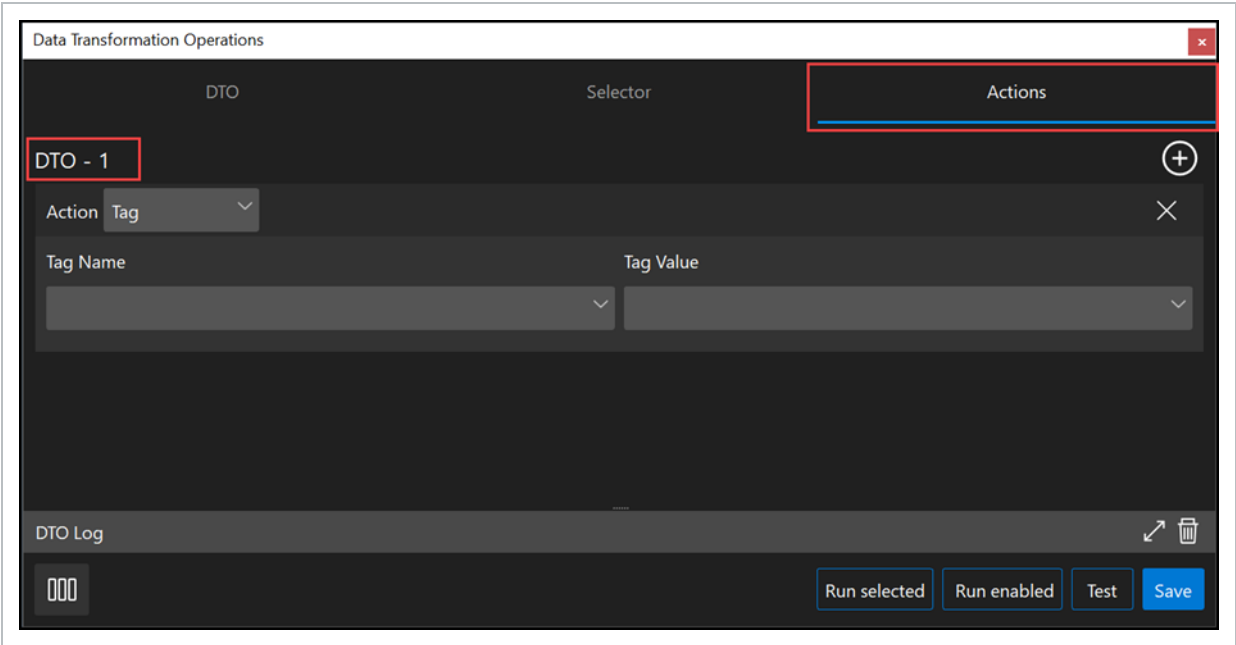 Data Transformation Operations
DTO Selector Actions
DTO - 1
Action Tag
Tag Name Tag Value
DTO Log
Run selected Run enabled Test Save